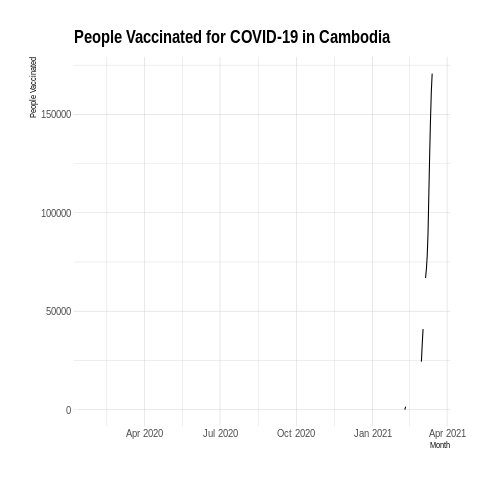 People Vaccinated for COVID-19 in Cambodia
People Vaccinated
150000
100000
50000
0
Apr 2020 Jul 2020 Oct 2020 Jan 2021 Apr 2021
Month